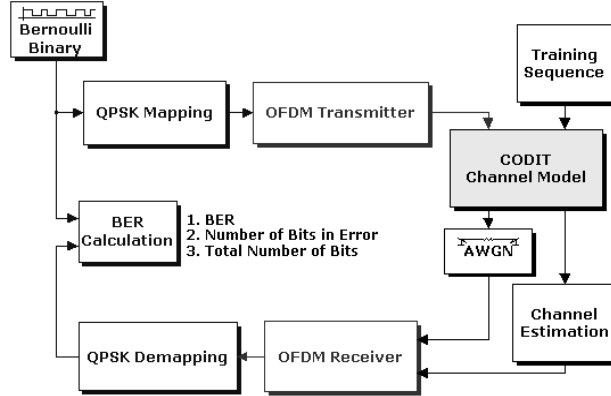 Bernoulli
Binary
Training
Sequence
QPSK Mapping
OFDM Transmitter
CODIT
Channel Model
BER
Calculation
1. BER
2. Number of Bits in Error
3. Total Number of Bits
AWGN
Channel
Estimation
QPSK Demapping
OFDM Receiver